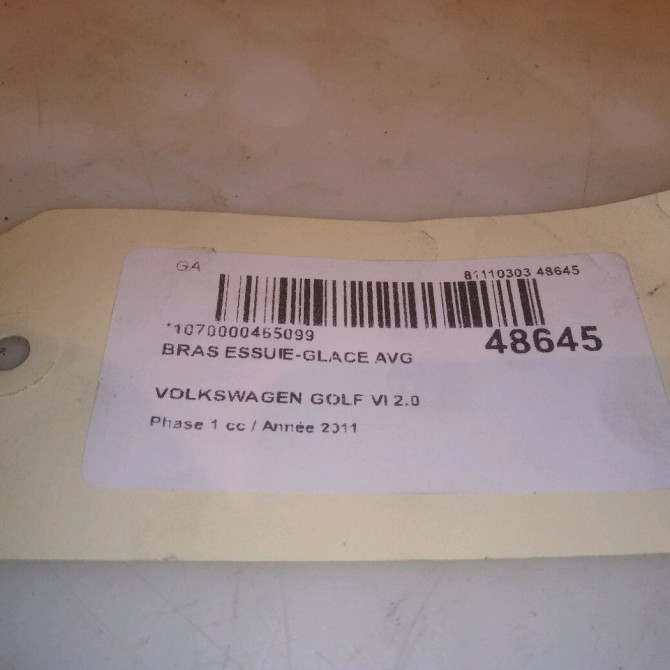 GA
81110303 48645
*1070000465099
48645
BRAS ESSUIE-GLACE AVG
VOLKSWAGEN GOLF VI 2.0
Phase 1 cc / Année 2011